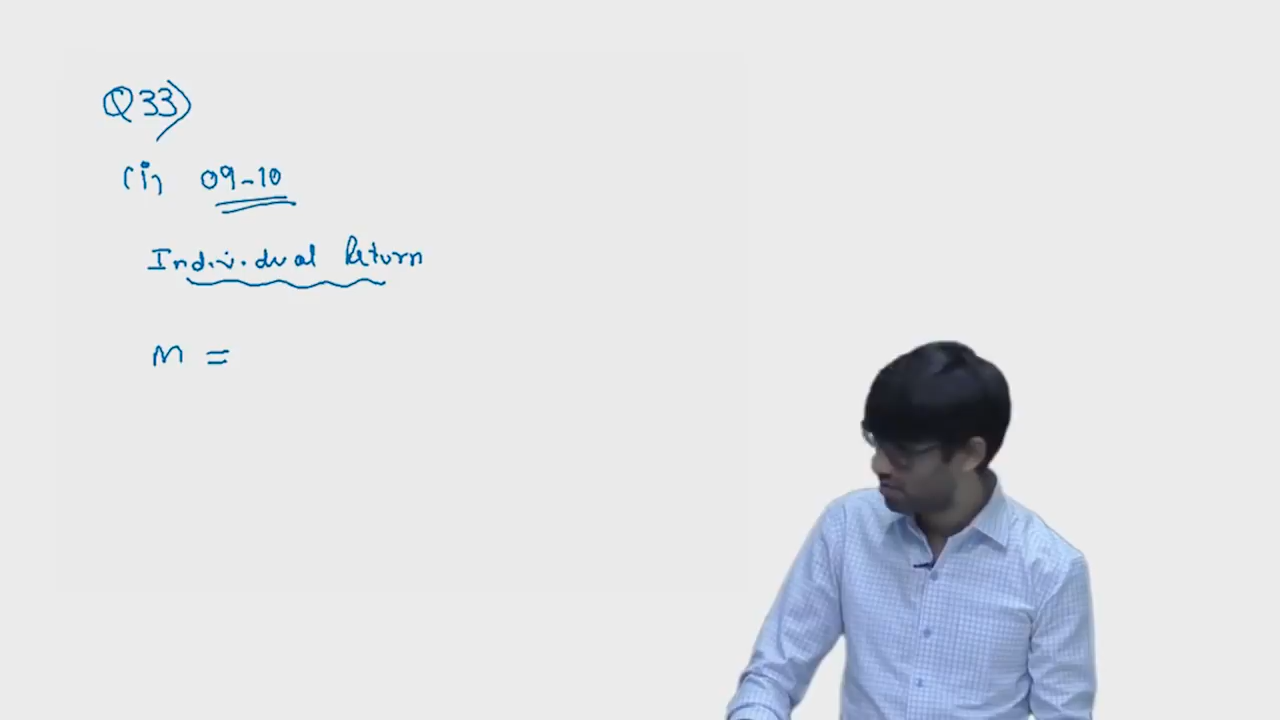 Q33)
(i) 09-10
Individual Return
M =